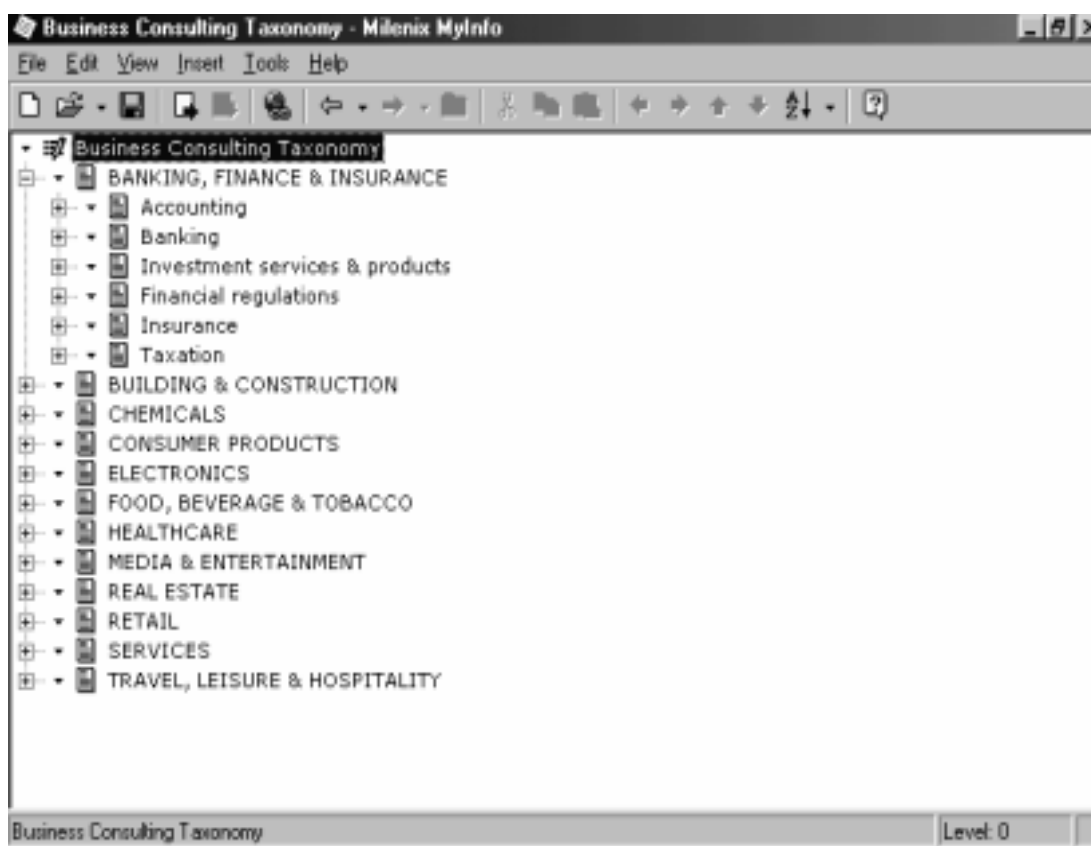 Business Consulting Taxonomy - Milenix MyInfo
File Edit View Insert Tools Help
Business Consulting Taxonomy
BANKING, FINANCE & INSURANCE
Accounting
Banking
Investment services & products
Financial regulations
Insurance
Taxation
BUILDING & CONSTRUCTION
CHEMICALS
CONSUMER PRODUCTS
ELECTRONICS
FOOD, BEVERAGE & TOBACCO
HEALTHCARE
MEDIA & ENTERTAINMENT
REAL ESTATE
RETAIL
SERVICES
TRAVEL, LEISURE & HOSPITALITY
Business Consulting Taxonomy Level: 0